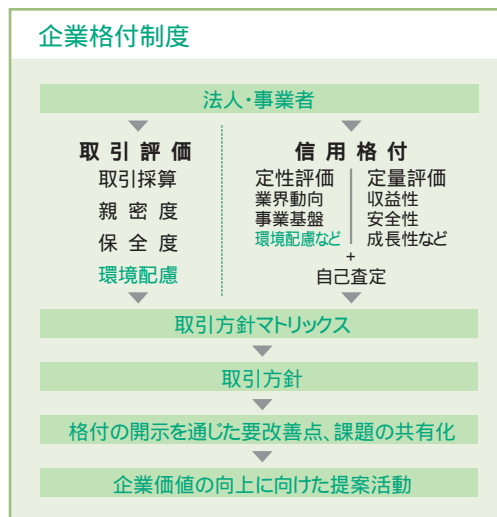 企業格付制度
法人・事業者
取引評価
取引採算
親密度
保全度
環境配慮
信用格付
定性評価
業界動向
事業基盤
環境配慮など
定量評価
収益性
安全性
成長性など
+
自己査定
取引方針マトリックス
取引方針
格付の開示を通じた要改善点、課題の共有化
企業価値の向上に向けた提案活動